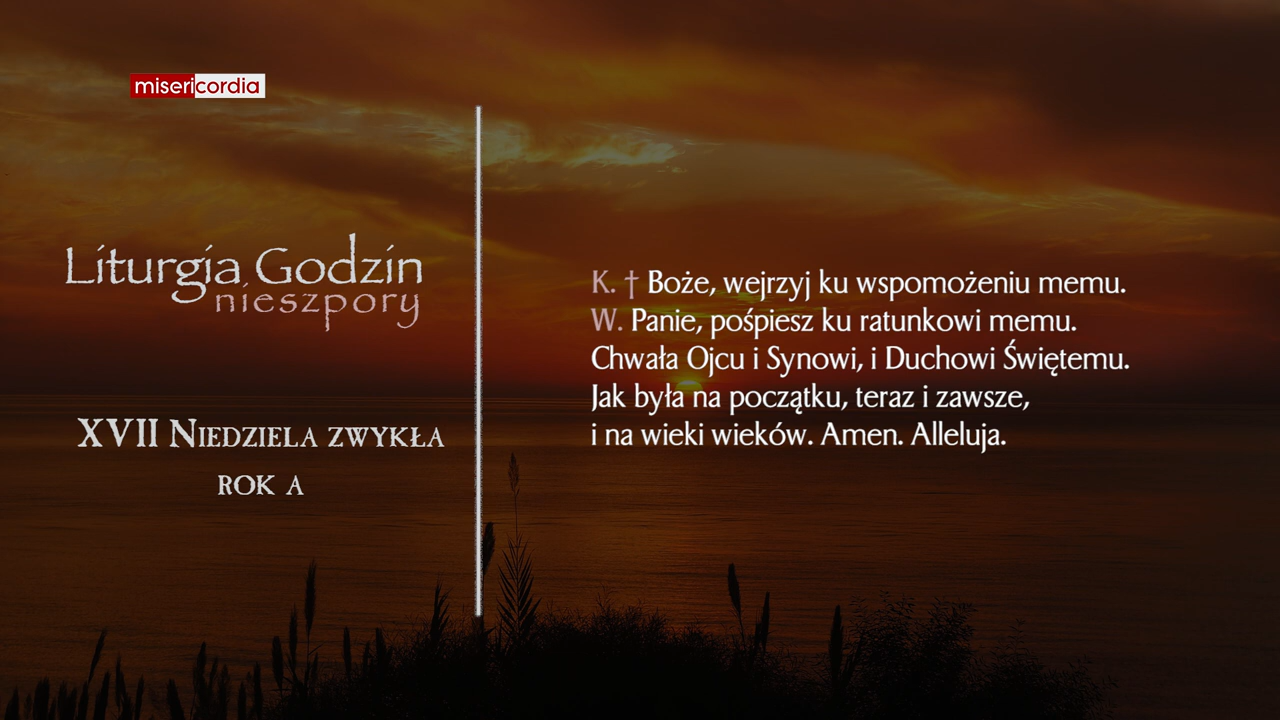 misericordia
Liturgia Godzin
nieszpory
XVII Niedziela zwykła
rok A
K. † Boże, wejrzyj ku wspomożeniu memu.
W. Panie, pośpiesz ku ratunkowi memu.
Chwała Ojcu i Synowi, i Duchowi Świętemu.
Jak była na początku, teraz i zawsze,
i na wieki wieków. Amen. Alleluja.